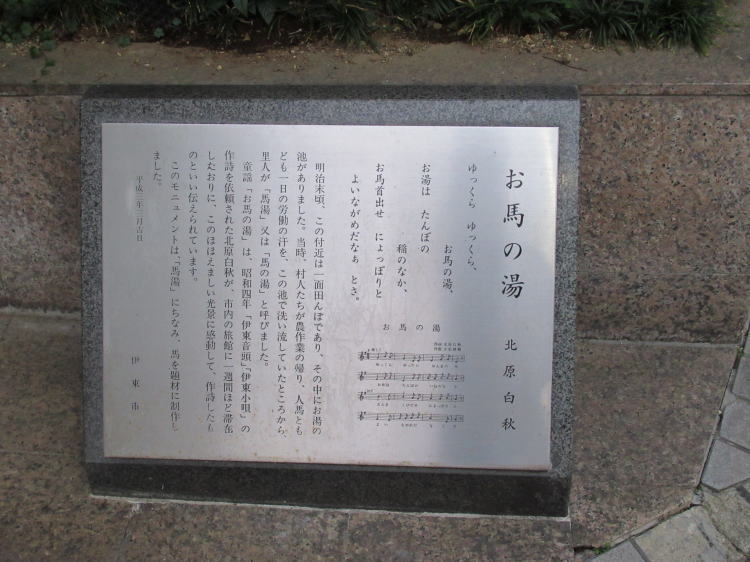 お馬の湯
北原白秋
ゆっくら ゆっくら、
お馬の湯、
お湯は たんぼの
稲のなか、
お馬首出せ にょっぽりと
よいながめだなぁ とさ。
お馬の湯
明治末頃、この付近は一面田んぼであり、その中にお湯の
池がありました。当時、村人たちが農作業の帰り、人馬とも
ども一日の労働の汗を、この池で洗い流していたところから、
里人が「馬湯」又は「馬の湯」と呼びました。
童謡「お馬の湯」は、昭和四年「伊東音頭」「伊東小唄」の
作詩を依頼された北原白秋が、市内の旅館に一週間ほど滞在
したおりに、このほほえましい光景に感動して、作詩したも
のといい伝えられています。
このモニュメントは、「馬湯」にちなみ、馬を題材に制作し
ました。
平成三年三月吉日
伊東市